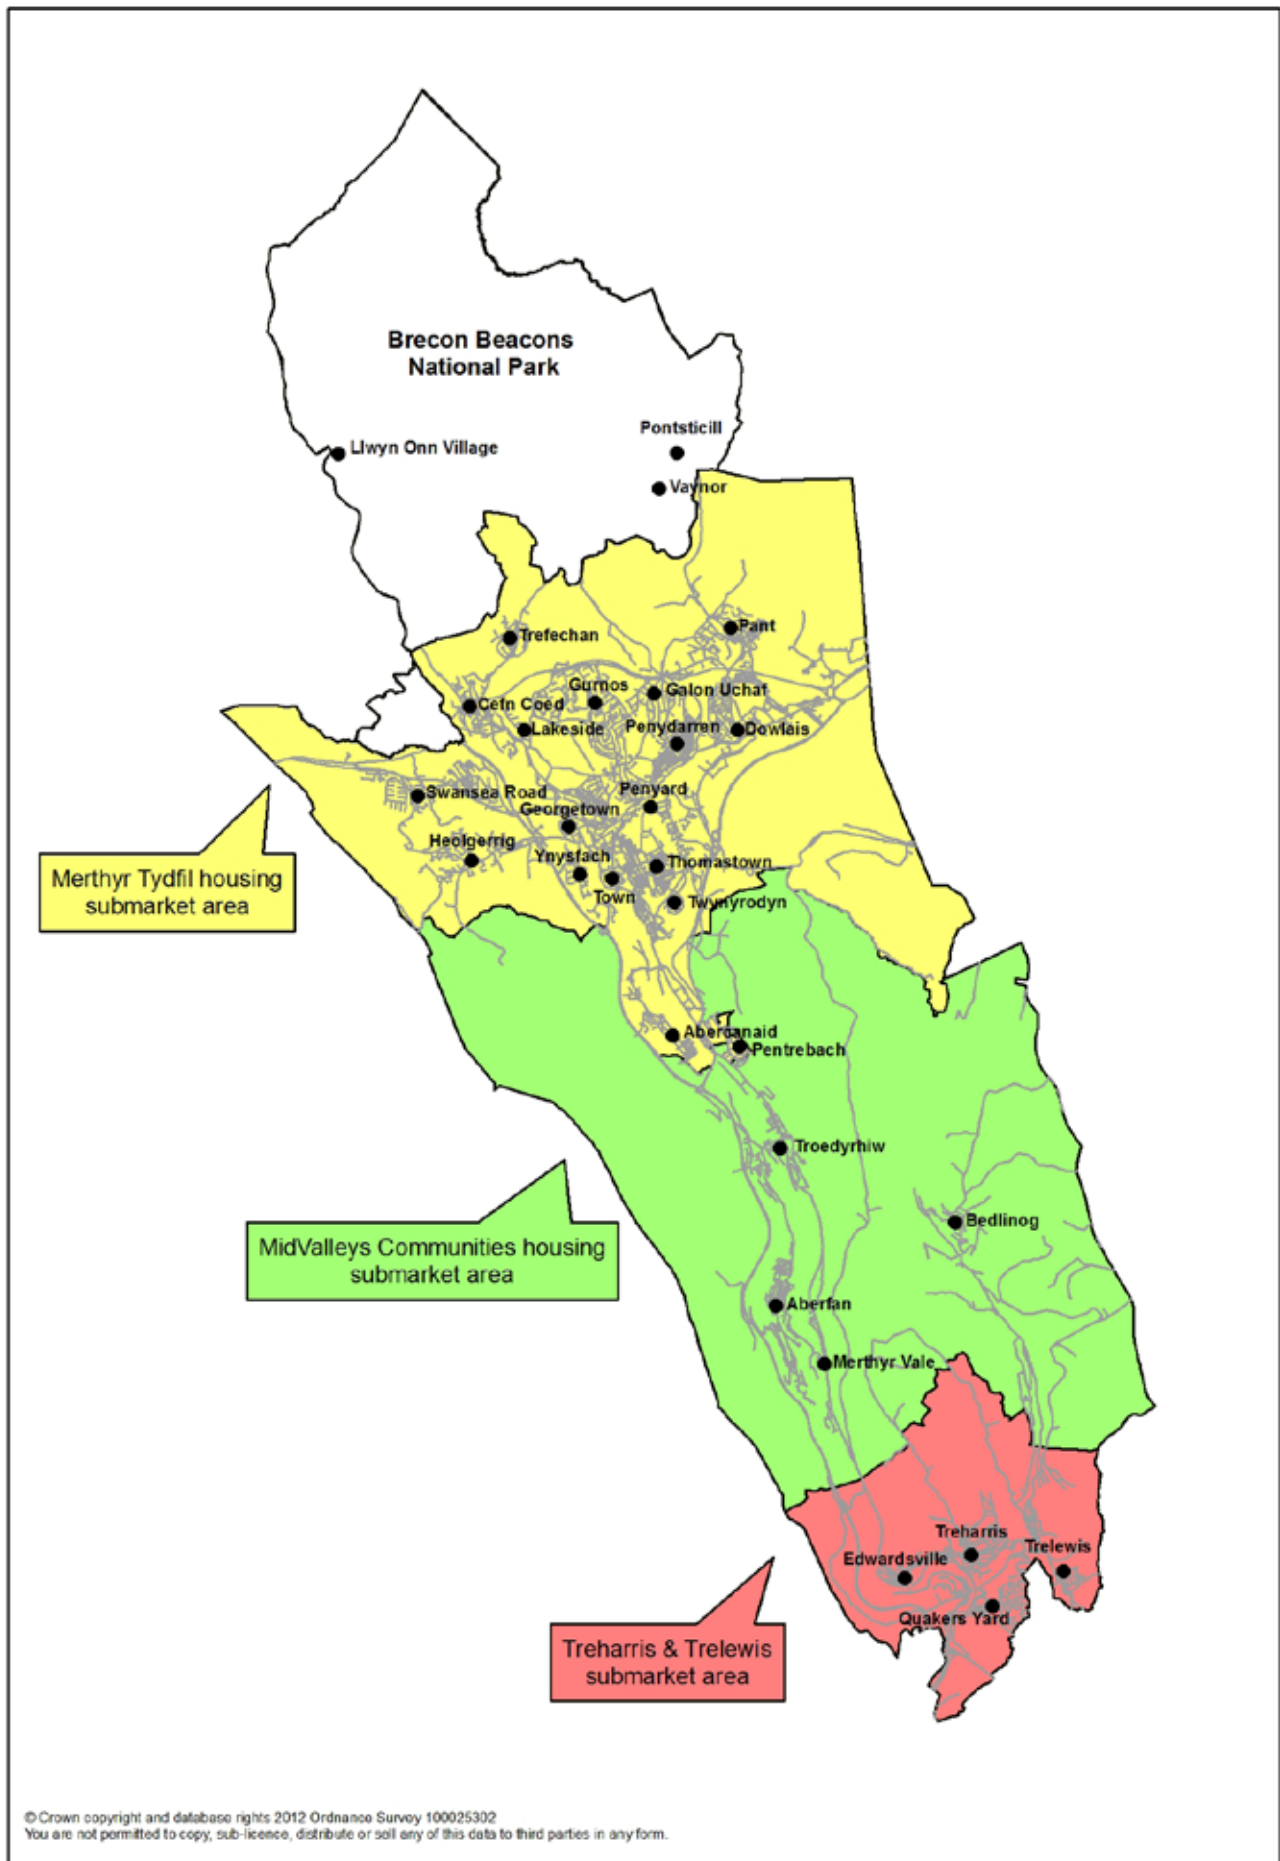 Brecon Beacons
National Park
Pontsticill
Llwyn Onn Village
Vaynor
Pant
Trefechan
Gurnos
Galon Uchaf
Cefn Coed
Penydarren
Lakeside
Dowlais
Swansea Road
Penyard
Georgetown
Heolgerrig
Ynysfach
Thomastown
Town
Twynyrodyn
Merthyr Tydfil housing
submarket area
Abercanaid
Pentrebach
Troedyrhiw
Bedlinog
MidValleys Communities housing
submarket area
Aberfan
Merthyr Vale
Treharris
Trelewis
Edwardsville
Quakers Yard
Treharris & Trelewis
submarket area
© Crown copyright and database rights 2012 Ordnance Survey 100025302
You are not permitted to copy, sub-licence, distribute or sell any of this data to third parties in any form.